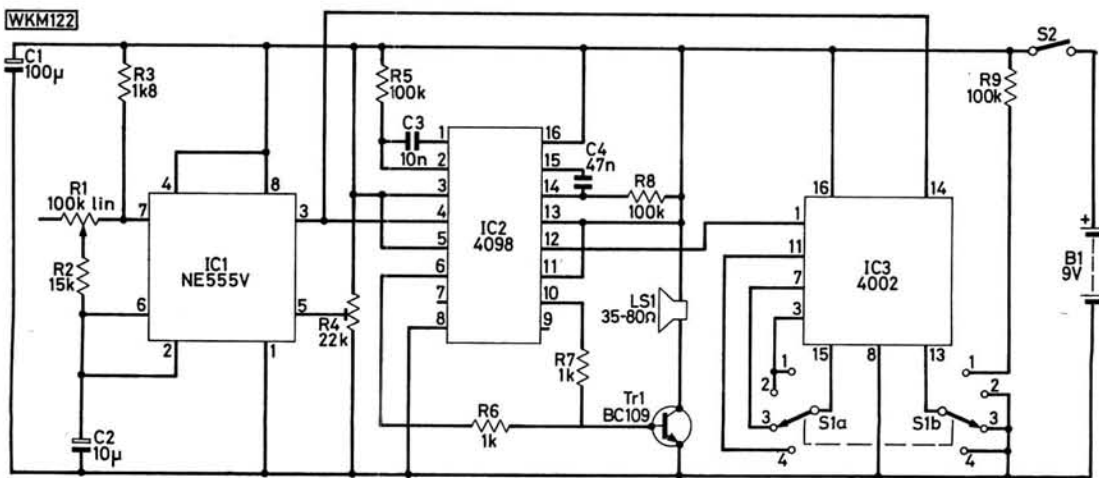 WKM122
C1
100μ
R3
1k8
R5
100k
C3
10n
C4
47n
R8
100k
R9
100k
S2
R1
100k lin
R2
15k
C2
10μ
4
8
7
3
6
5
2
1
IC1
NE555V
R4
22k
1
2
3
4
5
6
7
8
16
15
14
13
12
11
10
9
IC2
4098
R6
1k
R7
1k
LS1
35-80Ω
Tr1
BC109
16
14
1
11
7
3
15
8
13
IC3
4002
1
2
3
4
S1a
S1b
1
2
3
4
+
B1
9V
-